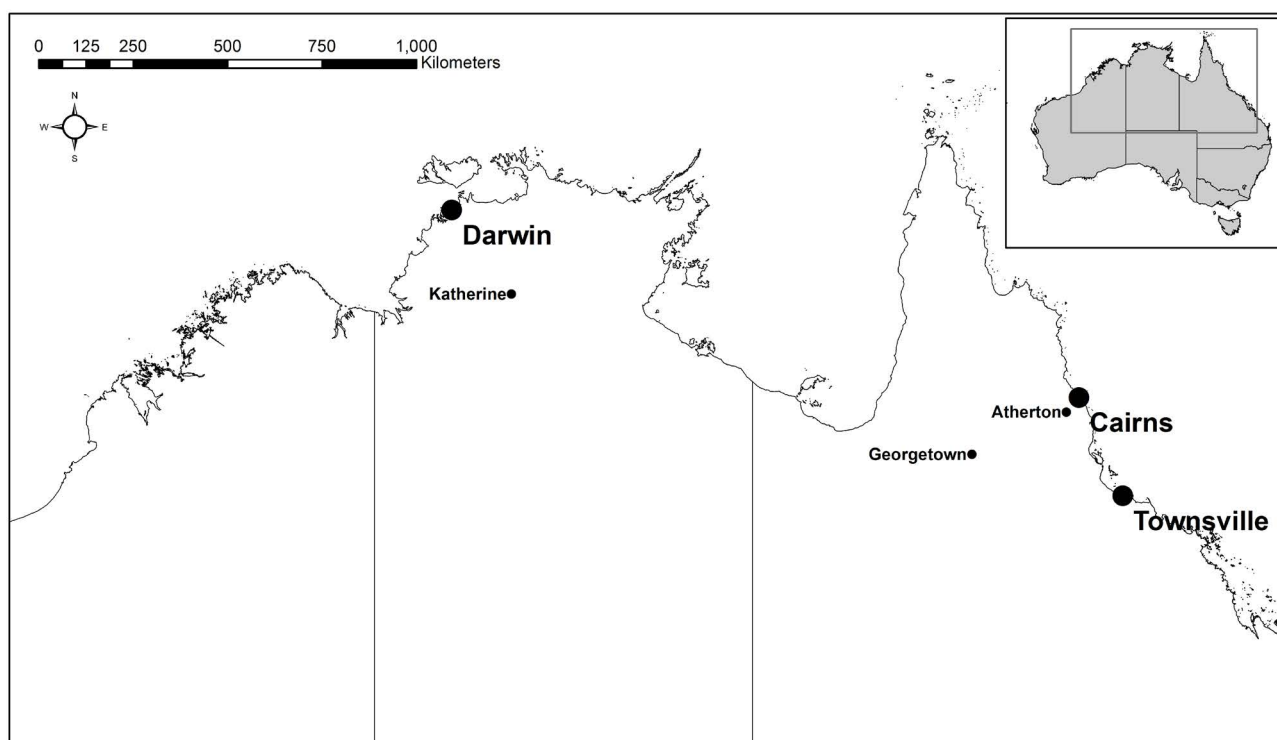 0 125 250 500 750 1,000
Kilometers
N
W E
S
Darwin
Katherine
Atherton
Cairns
Georgetown
Townsville